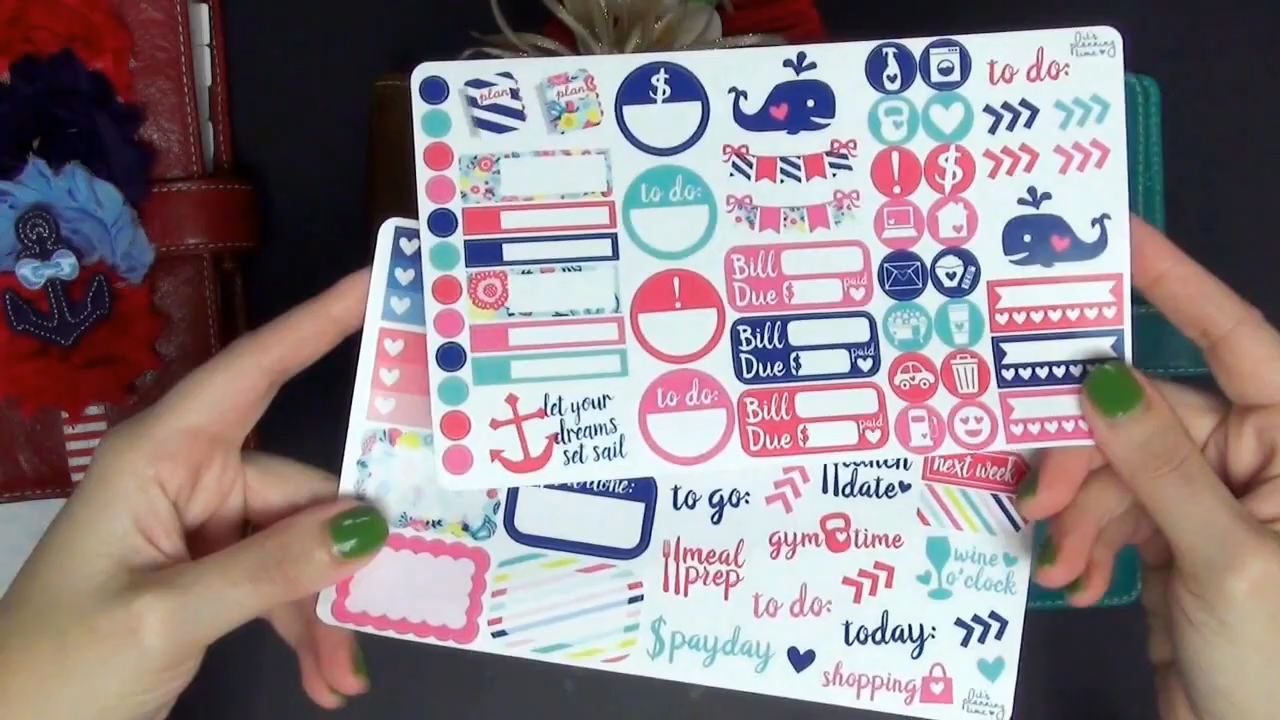 it's
planning
time
plan
plan
$
to do:
!
to do:
Bill
Due $ paid
Bill
Due $ paid
Bill
Due $ paid
! $
to do:
let your
dreams
set sail
to go:
date
next week
meal
prep
gym time
wine
o'clock
to do:
today:
$payday
shopping
it's
planning
time